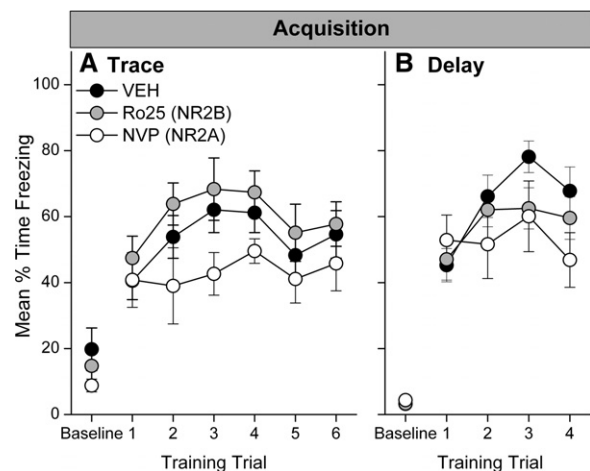 Acquisition
A Trace
VEH
Ro25 (NR2B)
NVP (NR2A)
B Delay
Mean % Time Freezing
100
80
60
40
20
0
Baseline 1 2 3 4 5 6
Training Trial
Baseline 1 2 3 4
Training Trial